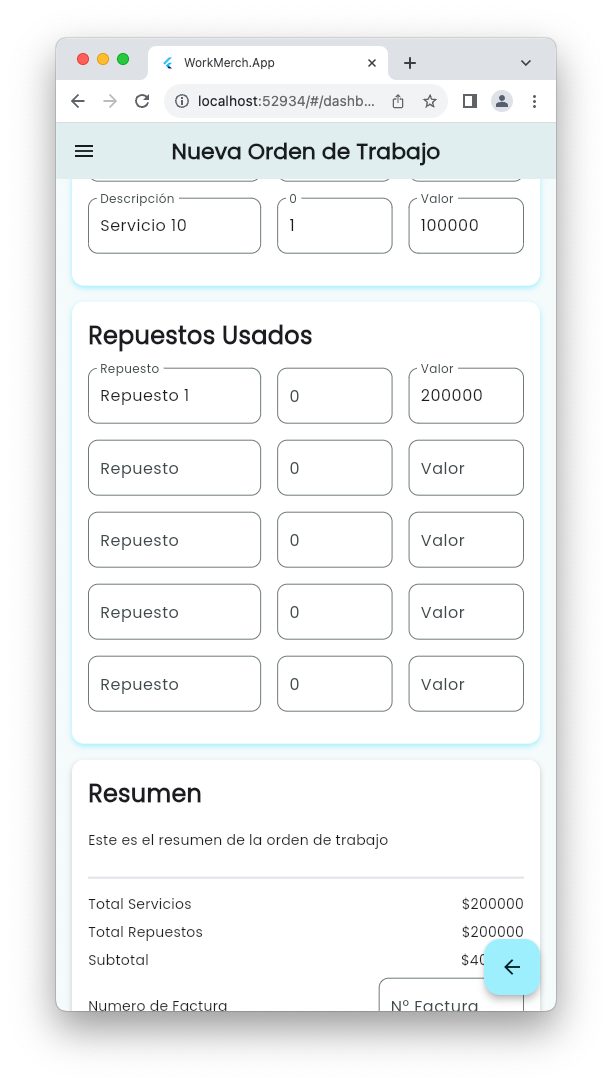 WorkMerch.App
localhost:52934/#/dashb...
Nueva Orden de Trabajo
Descripción 0 Valor
Servicio 10 1 100000
Repuestos Usados
Repuesto Valor
Repuesto 1 0 200000
Repuesto 0 Valor
Repuesto 0 Valor
Repuesto 0 Valor
Repuesto 0 Valor
Resumen
Este es el resumen de la orden de trabajo
Total Servicios $200000
Total Repuestos $200000
Subtotal $40
Numero de Factura Nº Factura